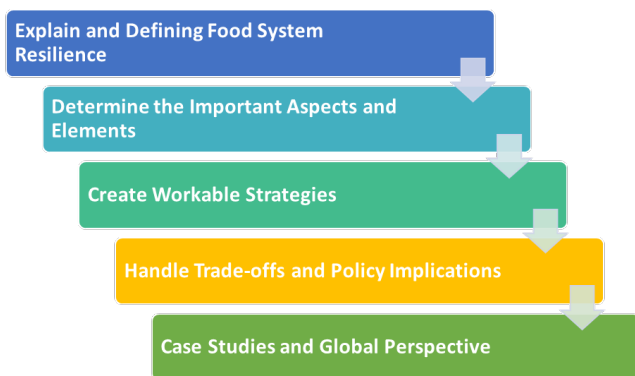 Explain and Defining Food System
Resilience
Determine the Important Aspects and
Elements
Create Workable Strategies
Handle Trade-offs and Policy Implications
Case Studies and Global Perspective